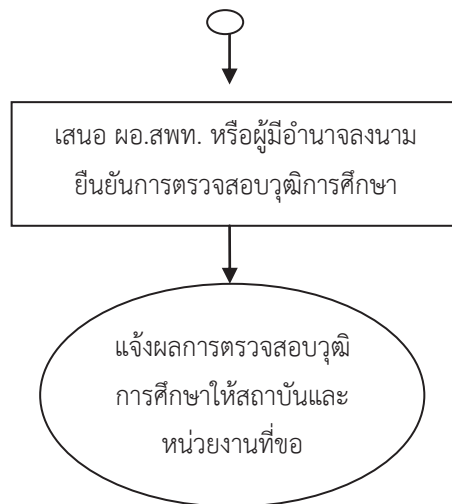 เสนอ ผอ.สพท. หรือผู้มีอำนาจลงนาม
ยืนยันการตรวจสอบวุฒิการศึกษา
แจ้งผลการตรวจสอบวุฒิ
การศึกษาให้สถาบันและ
หน่วยงานที่ขอ